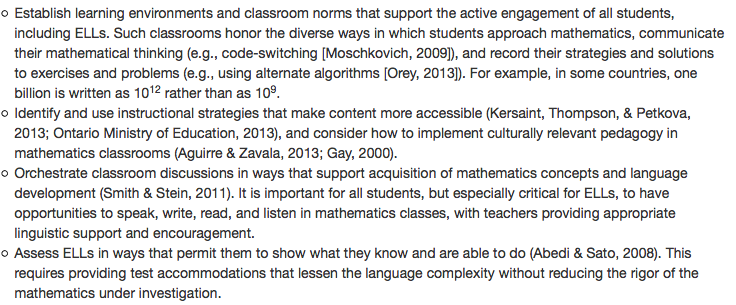 ○ Establish learning environments and classroom norms that support the active engagement of all students,
including ELLs. Such classrooms honor the diverse ways in which students approach mathematics, communicate
their mathematical thinking (e.g., code-switching [Moschkovich, 2009]), and record their strategies and solutions
to exercises and problems (e.g., using alternate algorithms [Orey, 2013]). For example, in some countries, one
billion is written as 10¹² rather than as 10⁹.
○ Identify and use instructional strategies that make content more accessible (Kersaint, Thompson, & Petkova,
2013; Ontario Ministry of Education, 2013), and consider how to implement culturally relevant pedagogy in
mathematics classrooms (Aguirre & Zavala, 2013; Gay, 2000).
○ Orchestrate classroom discussions in ways that support acquisition of mathematics concepts and language
development (Smith & Stein, 2011). It is important for all students, but especially critical for ELLs, to have
opportunities to speak, write, read, and listen in mathematics classes, with teachers providing appropriate
linguistic support and encouragement.
○ Assess ELLs in ways that permit them to show what they know and are able to do (Abedi & Sato, 2008). This
requires providing test accommodations that lessen the language complexity without reducing the rigor of the
mathematics under investigation.